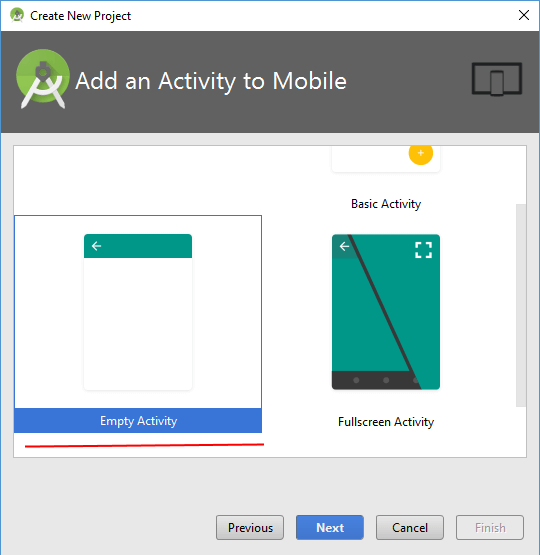 Create New Project
Add an Activity to Mobile
Basic Activity
Empty Activity
Fullscreen Activity
Previous
Next
Cancel
Finish